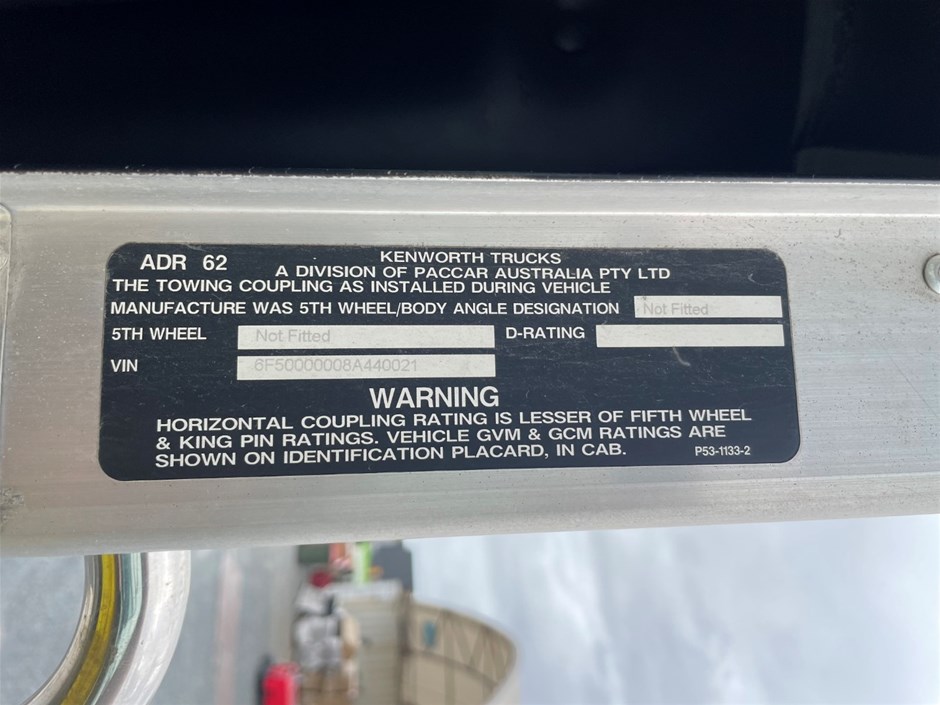 ADR 62
KENWORTH TRUCKS
A DIVISION OF PACCAR AUSTRALIA PTY LTD
THE TOWING COUPLING AS INSTALLED DURING VEHICLE
MANUFACTURE WAS 5TH WHEEL/BODY ANGLE DESIGNATION Not Fitted
5TH WHEEL Not Fitted D-RATING
VIN 6F50000008A440021
WARNING
HORIZONTAL COUPLING RATING IS LESSER OF FIFTH WHEEL
& KING PIN RATINGS. VEHICLE GVM & GCM RATINGS ARE
SHOWN ON IDENTIFICATION PLACARD, IN CAB.
P53-1133-2